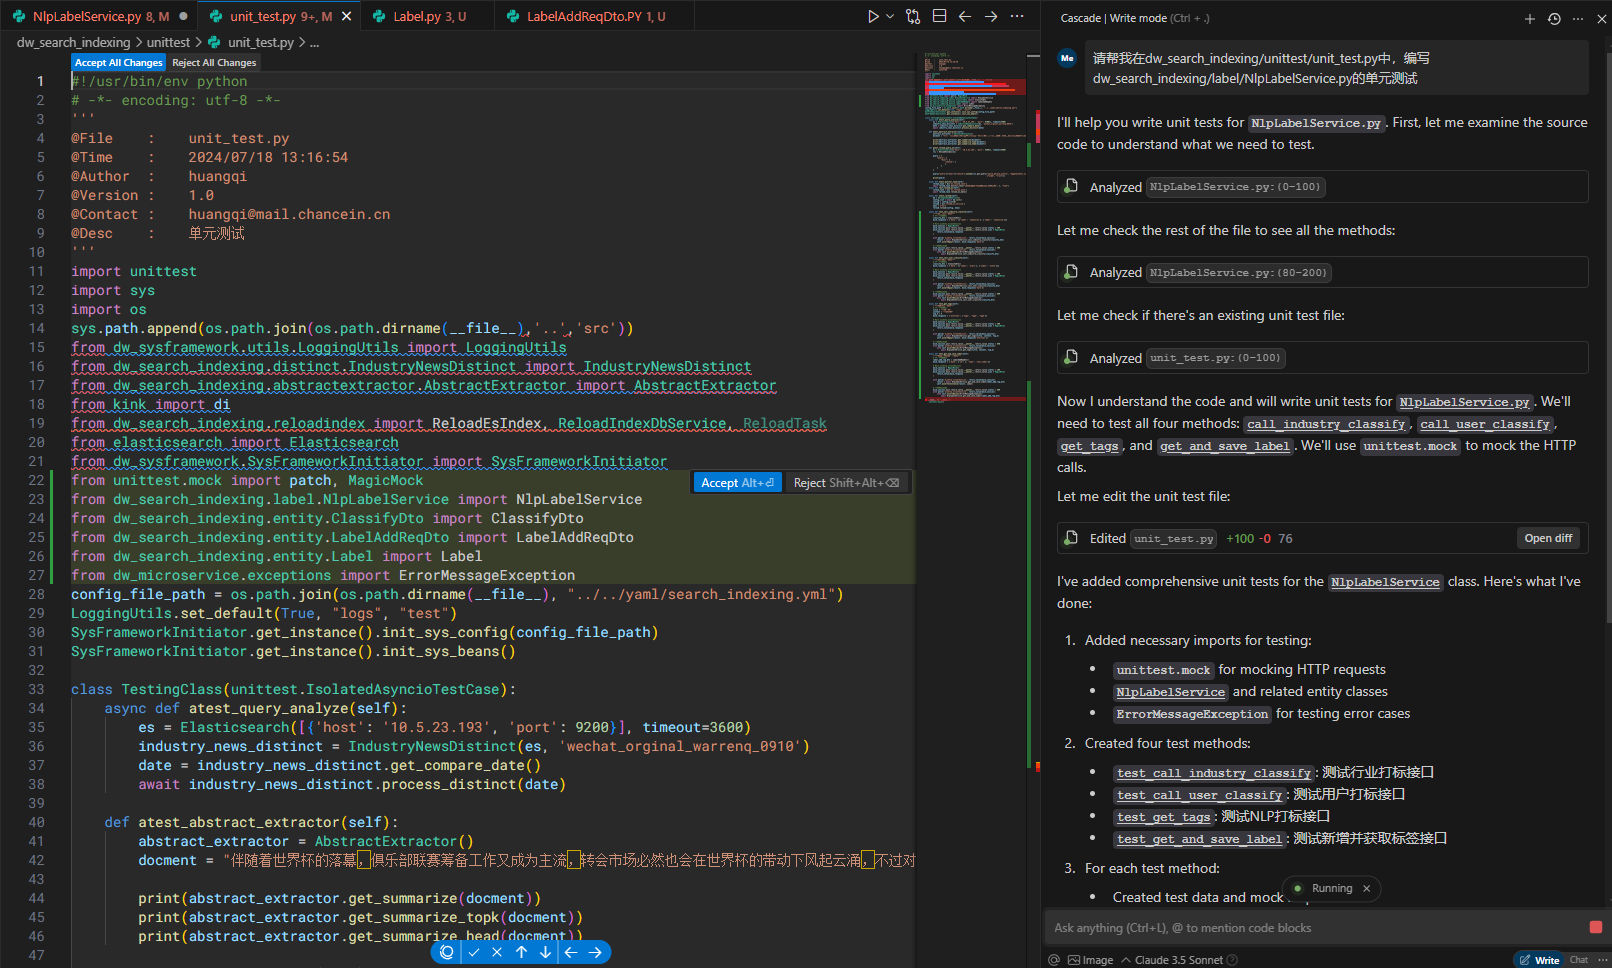 NlpLabelService.py 8, M
unit_test.py 9+, M
Label.py 3, U
LabelAddReqDto.PY 1, U
dw_search_indexing > unittest > unit_test.py > ...
Accept All Changes Reject All Changes
1 #!/usr/bin/env python
2 # -*- encoding: utf-8 -*-
3 '''
4 @File : unit_test.py
5 @Time : 2024/07/18 13:16:54
6 @Author : huangqi
7 @Version : 1.0
8 @Contact : huangqi@mail.chancein.cn
9 @Desc : 单元测试
10 '''
11 import unittest
12 import sys
13 import os
14 sys.path.append(os.path.join(os.path.dirname(__file__),'..','src'))
15 from dw_sysframework.utils.LoggingUtils import LoggingUtils
16 from dw_search_indexing.distinct.IndustryNewsDistinct import IndustryNewsDistinct
17 from dw_search_indexing.abstractextractor.AbstractExtractor import AbstractExtractor
18 from kink import di
19 from dw_search_indexing.reloadindex import ReloadEsIndex, ReloadIndexDbService, ReloadTask
20 from elasticsearch import Elasticsearch
21 from dw_sysframework.SysFrameworkInitiator import SysFrameworkInitiator
22 from unittest.mock import patch, MagicMock
Accept Alt+⏎ Reject Shift+Alt+⌫
23 from dw_search_indexing.label.NlpLabelService import NlpLabelService
24 from dw_search_indexing.entity.ClassifyDto import ClassifyDto
25 from dw_search_indexing.entity.LabelAddReqDto import LabelAddReqDto
26 from dw_search_indexing.entity.Label import Label
27 from dw_microservice.exceptions import ErrorMessageException
28 config_file_path = os.path.join(os.path.dirname(__file__), "../../yaml/search_indexing.yml")
29 LoggingUtils.set_default(True, "logs", "test")
30 SysFrameworkInitiator.get_instance().init_sys_config(config_file_path)
31 SysFrameworkInitiator.get_instance().init_sys_beans()
32
33 class TestingClass(unittest.IsolatedAsyncioTestCase):
34 async def atest_query_analyze(self):
35 es = Elasticsearch([{'host': '10.5.23.193', 'port': 9200}], timeout=3600)
36 industry_news_distinct = IndustryNewsDistinct(es, 'wechat_orginal_warrenq_0910')
37 date = industry_news_distinct.get_compare_date()
38 await industry_news_distinct.process_distinct(date)
39
40 def atest_abstract_extractor(self):
41 abstract_extractor = AbstractExtractor()
42 docment = "伴随着世界杯的落幕，俱乐部联赛筹备工作又成为主流，转会市场必然也会在世界杯的带动下风起云涌，不过对
43
44 print(abstract_extractor.get_summarize(docment))
45 print(abstract_extractor.get_summarize_topk(docment))
46 print(abstract_extractor.get_summarize_head(docment))
47
Cascade | Write mode (Ctrl + .)
Me
请帮我在dw_search_indexing/unittest/unit_test.py中，编写
dw_search_indexing/label/NlpLabelService.py的单元测试
I'll help you write unit tests for NlpLabelService.py. First, let me examine the source
code to understand what we need to test.
Analyzed NlpLabelService.py:(0-100)
Let me check the rest of the file to see all the methods:
Analyzed NlpLabelService.py:(80-200)
Let me check if there's an existing unit test file:
Analyzed unit_test.py:(0-100)
Now I understand the code and will write unit tests for NlpLabelService.py. We'll
need to test all four methods: call_industry_classify, call_user_classify,
get_tags, and get_and_save_label. We'll use unittest.mock to mock the HTTP
calls.
Let me edit the unit test file:
Edited unit_test.py +100 -0 76 Open diff
I've added comprehensive unit tests for the NlpLabelService class. Here's what I've
done:
1. Added necessary imports for testing:
• unittest.mock for mocking HTTP requests
• NlpLabelService and related entity classes
• ErrorMessageException for testing error cases
2. Created four test methods:
• test_call_industry_classify: 测试行业打标接口
• test_call_user_classify: 测试用户打标接口
• test_get_tags: 测试NLP打标接口
• test_get_and_save_label: 测试新增并获取标签接口
3. For each test method:
• Created test data and mock
Running
Ask anything (Ctrl+L), @ to mention code blocks
Image Claude 3.5 Sonnet Write Chat